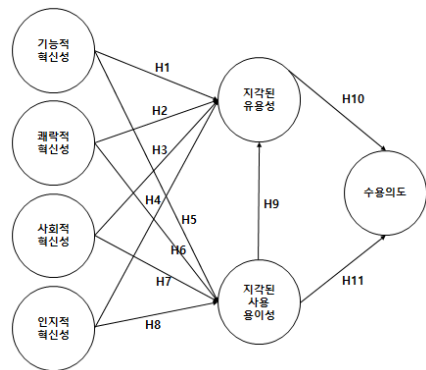 기능적
혁신성
쾌락적
혁신성
사회적
혁신성
인지적
혁신성
H1
H2
H3
H4
H5
H6
H7
H8
지각된
유용성
H9
지각된
사용
용이성
H10
H11
수용의도